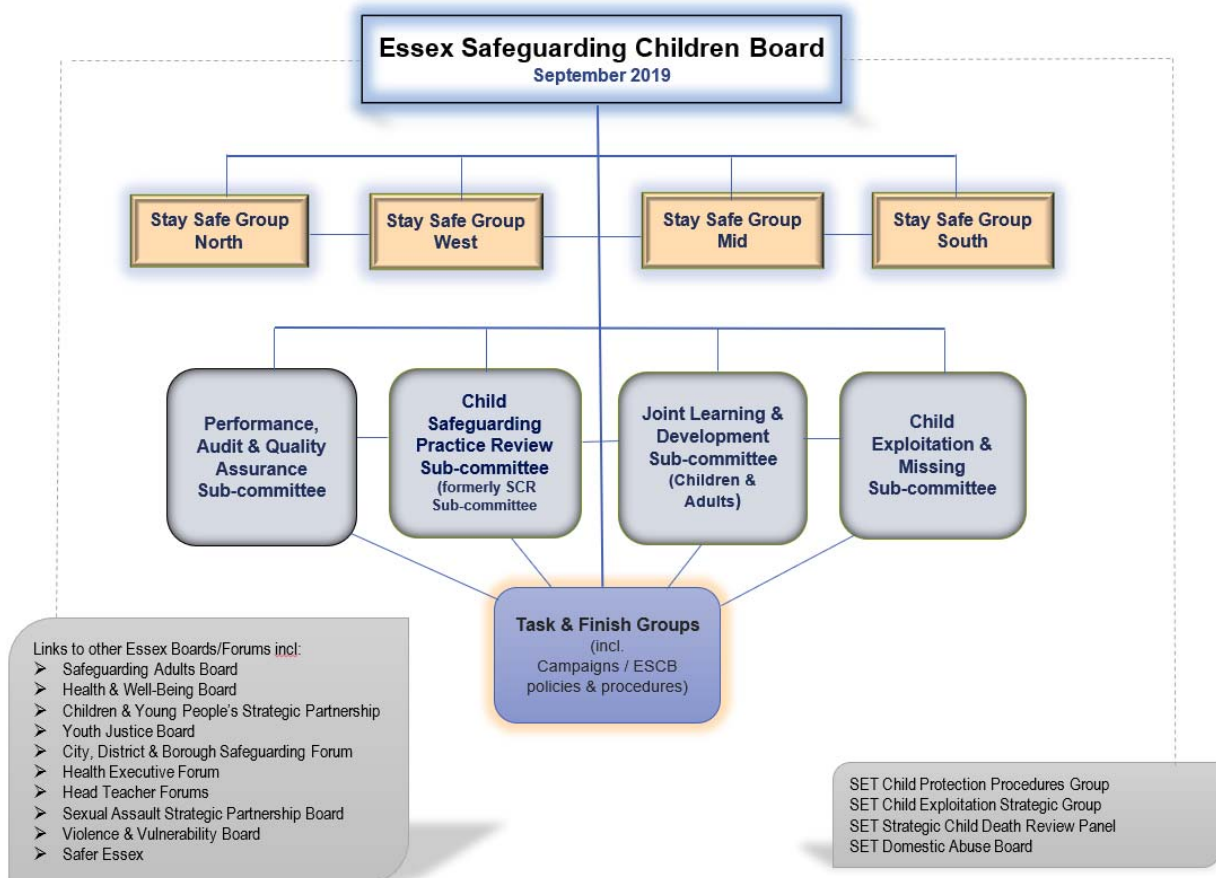 Essex Safeguarding Children Board
September 2019
Stay Safe Group
North
Stay Safe Group
West
Stay Safe Group
Mid
Stay Safe Group
South
Performance,
Audit & Quality
Assurance
Sub-committee
Child
Safeguarding
Practice Review
Sub-committee
(formerly SCR
Sub-committee
Joint Learning &
Development
Sub-committee
(Children &
Adults)
Child
Exploitation &
Missing
Sub-committee
Task & Finish Groups
(incl.
Campaigns / ESCB
policies & procedures)
Links to other Essex Boards/Forums incl:
➤ Safeguarding Adults Board
➤ Health & Well-Being Board
➤ Children & Young People's Strategic Partnership
➤ Youth Justice Board
➤ City, District & Borough Safeguarding Forum
➤ Health Executive Forum
➤ Head Teacher Forums
➤ Sexual Assault Strategic Partnership Board
➤ Violence & Vulnerability Board
➤ Safer Essex
SET Child Protection Procedures Group
SET Child Exploitation Strategic Group
SET Strategic Child Death Review Panel
SET Domestic Abuse Board